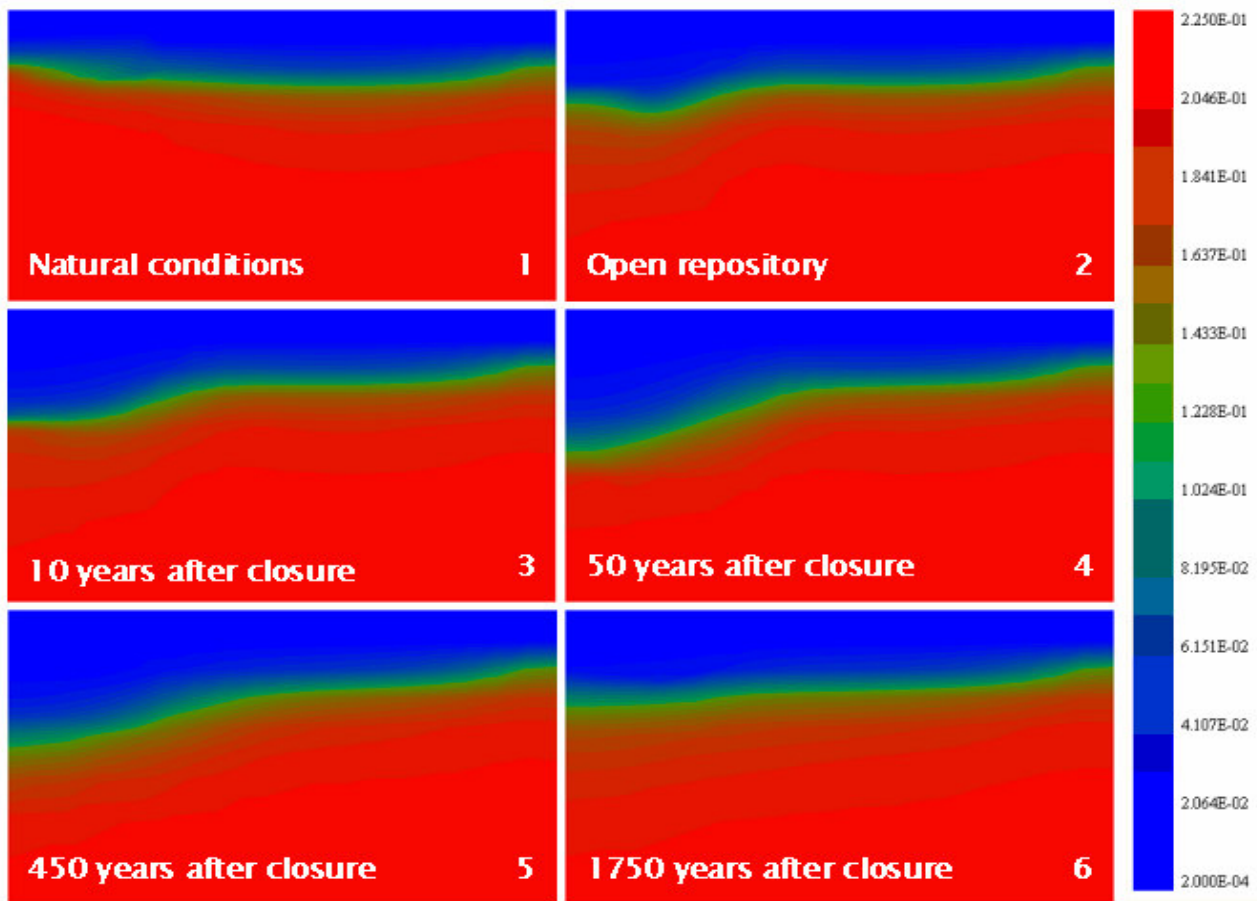 Natural conditions 1
Open repository 2
10 years after closure 3
50 years after closure 4
450 years after closure 5
1750 years after closure 6
2.250E-01
2.046E-01
1.841E-01
1.637E-01
1.433E-01
1.228E-01
1.024E-01
8.195E-02
6.151E-02
4.107E-02
2.064E-02
2.000E-04